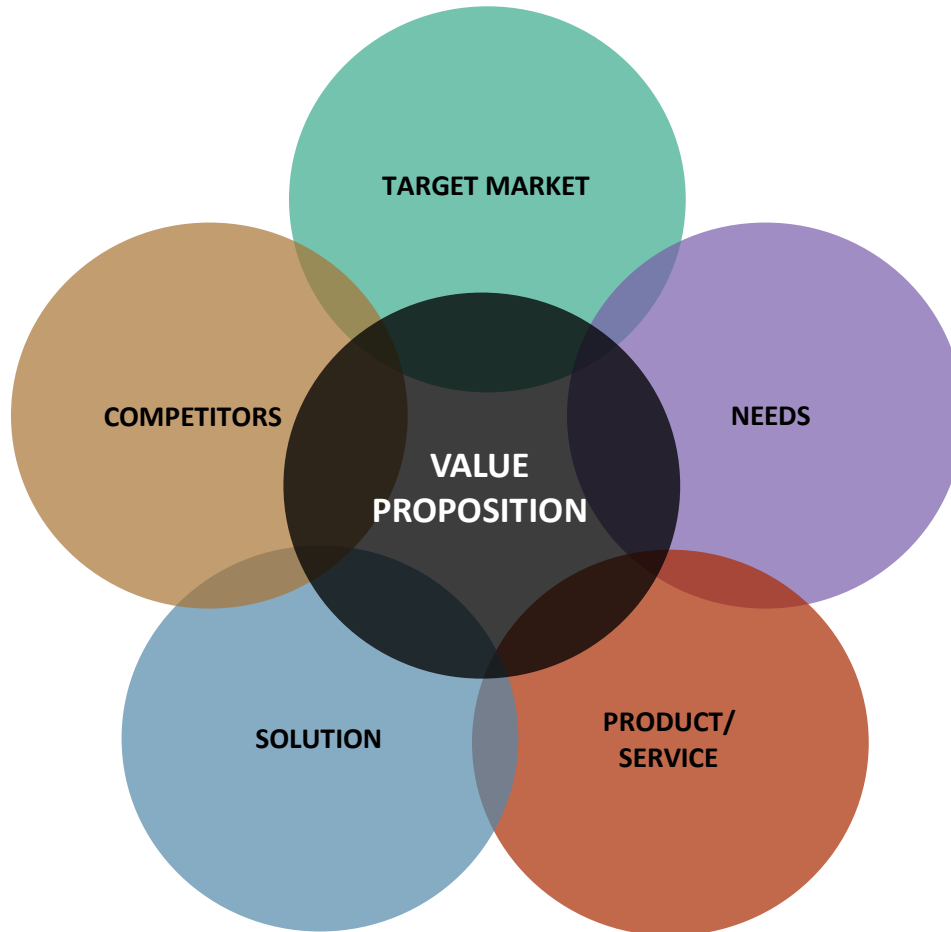 TARGET MARKET
COMPETITORS
NEEDS
VALUE
PROPOSITION
SOLUTION
PRODUCT/
SERVICE